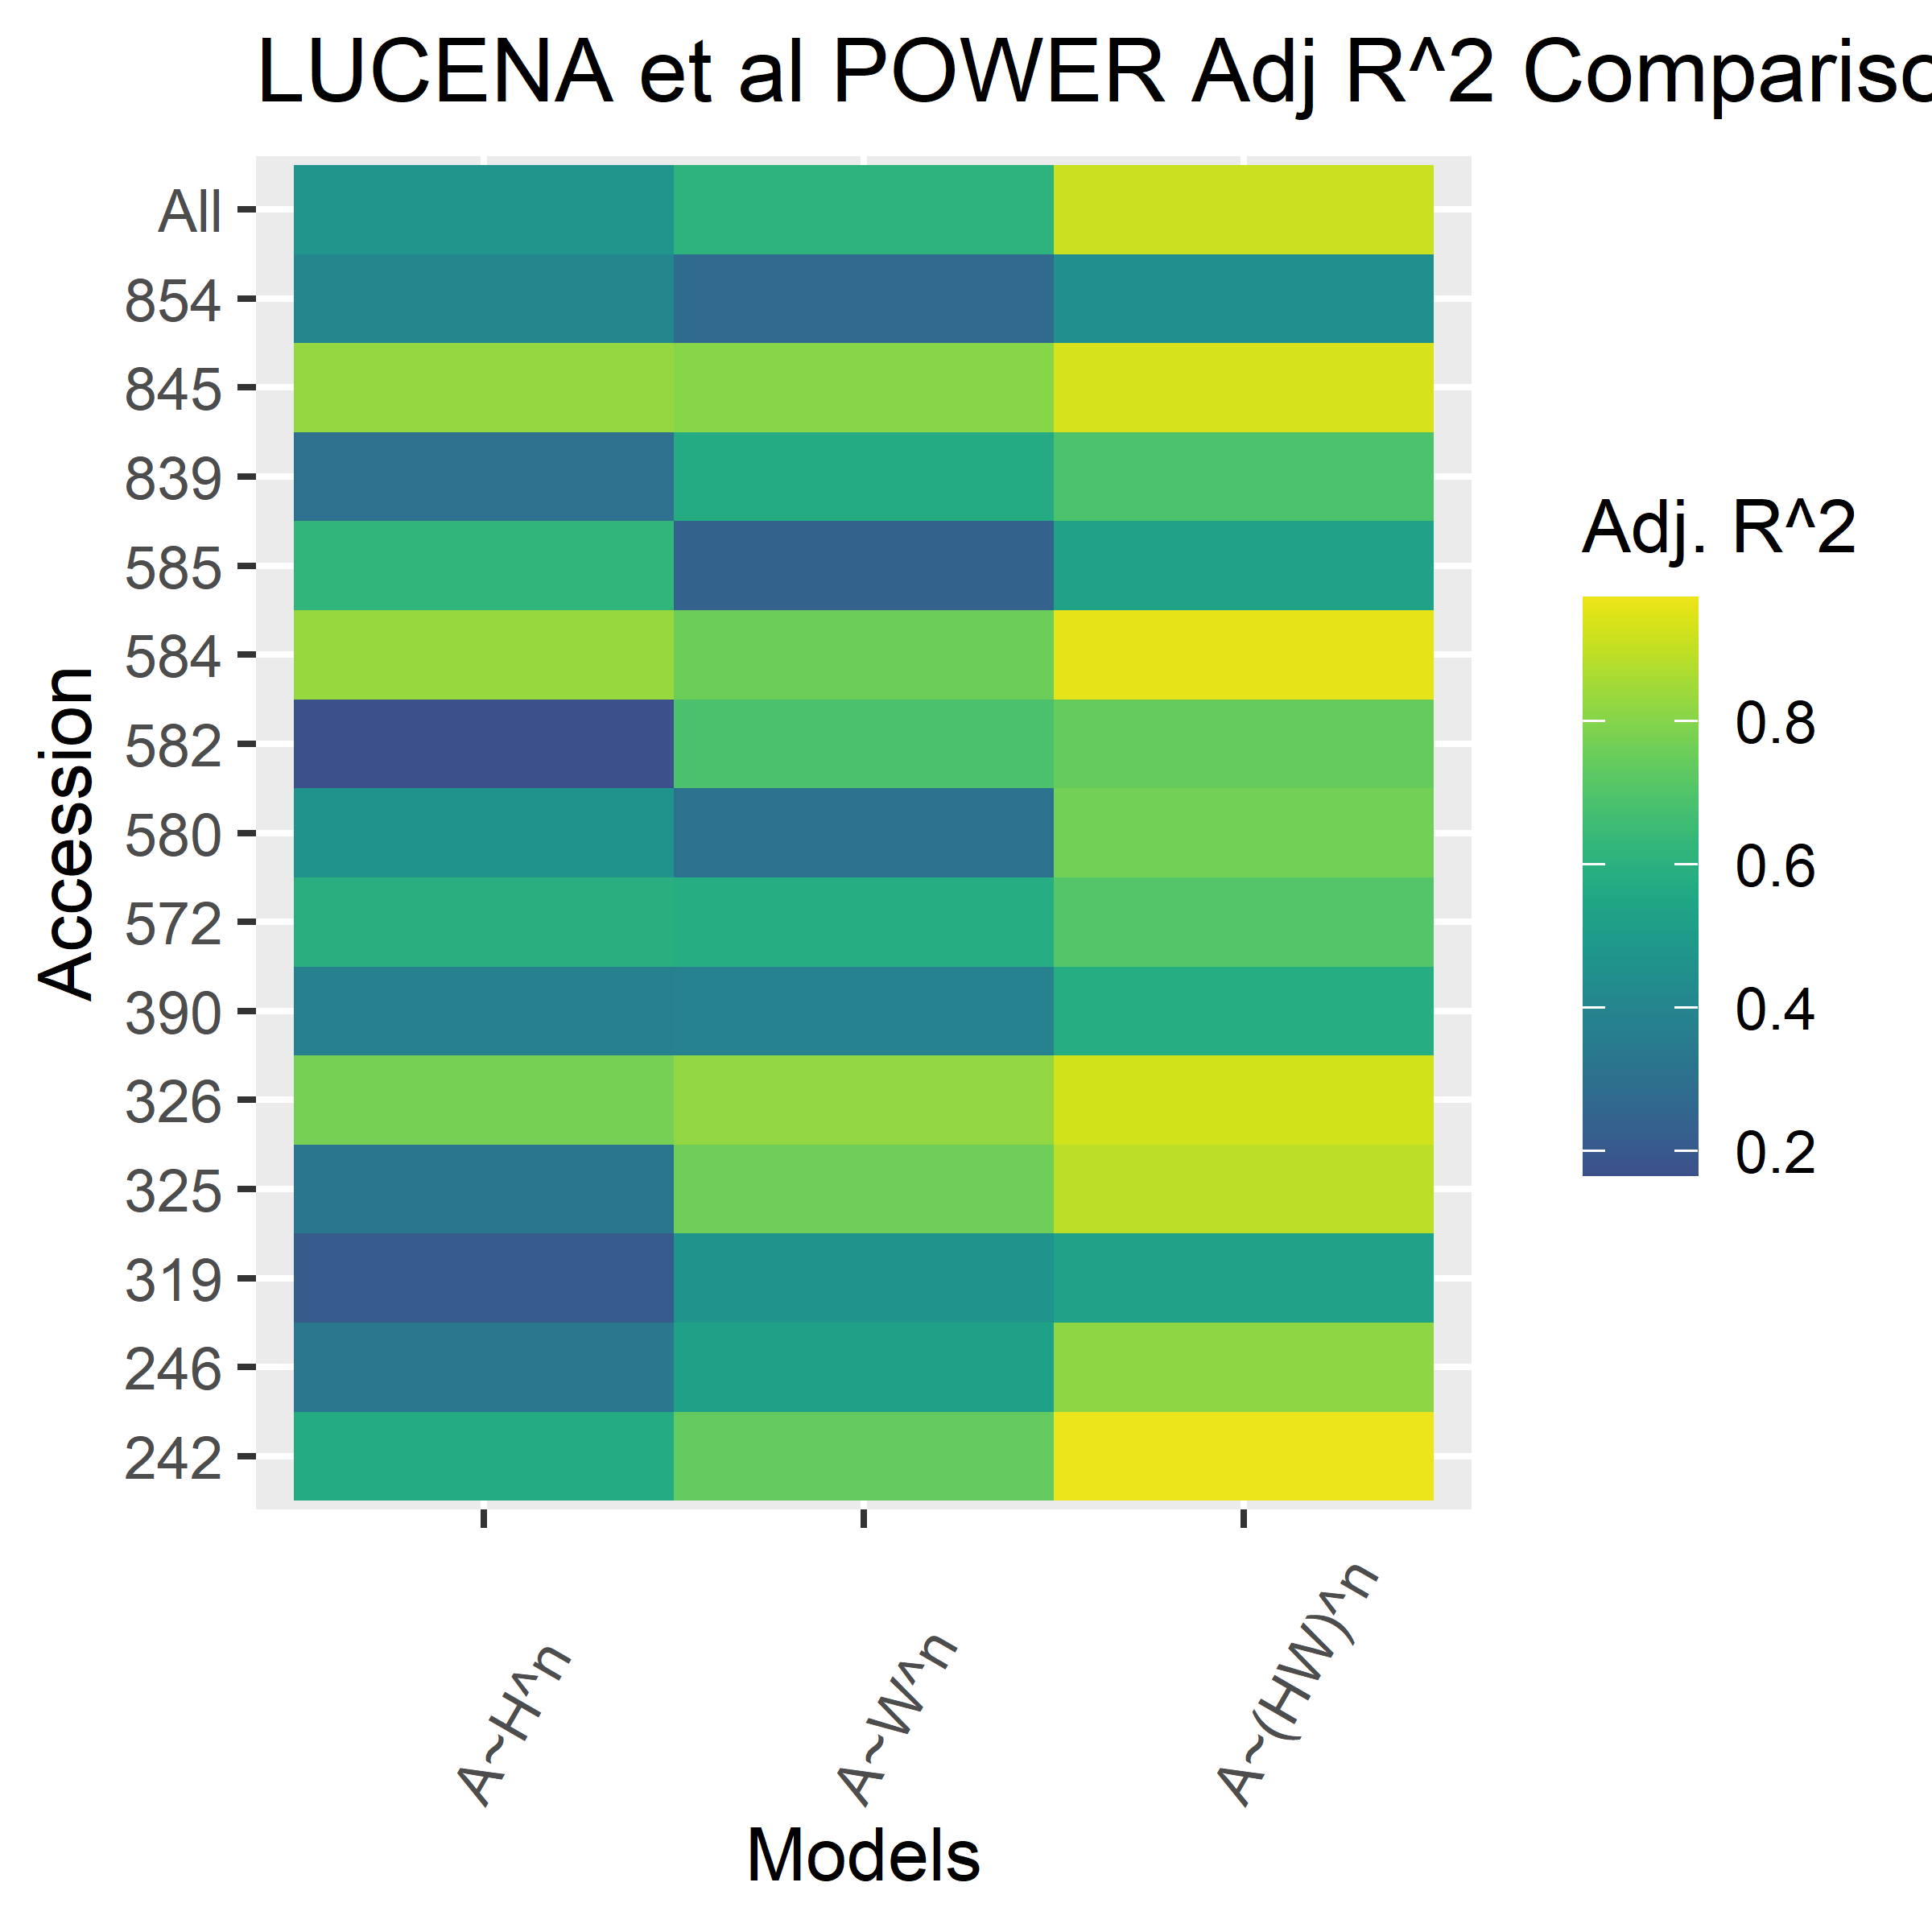 LUCENA et al POWER Adj R^2 Compariso
All
854
845
839
585
584
582
580
572
390
326
325
319
246
242
Accession
A~H^n
A~W^n
A~(HW)^n
Models
Adj. R^2
0.8
0.6
0.4
0.2